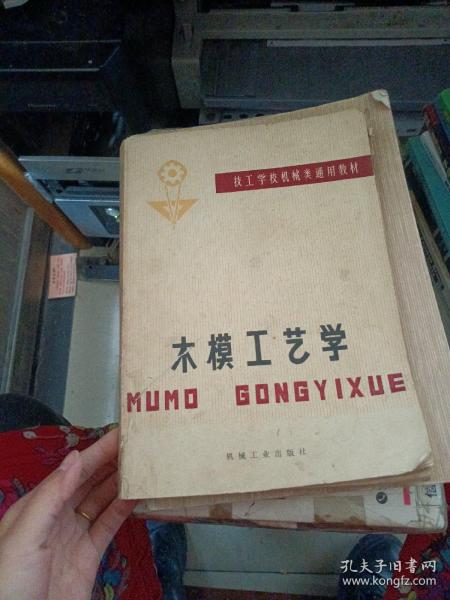 技工学校机械类通用教材
木模工艺学
MUMO GONGYIXUE
机械工业出版社
孔夫子旧书网
www.kongfz.com